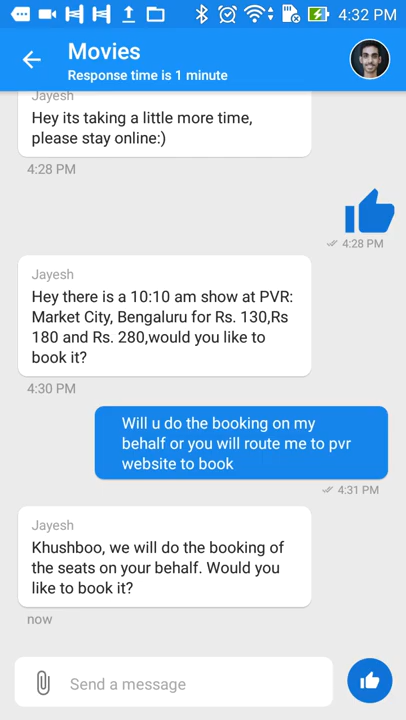 4:32 PM
Movies
Response time is 1 minute
Jayesh
Hey its taking a little more time,
please stay online:)
4:28 PM
4:28 PM
Jayesh
Hey there is a 10:10 am show at PVR:
Market City, Bengaluru for Rs. 130,Rs
180 and Rs. 280,would you like to
book it?
4:30 PM
Will u do the booking on my
behalf or you will route me to pvr
website to book
4:31 PM
Jayesh
Khushboo, we will do the booking of
the seats on your behalf. Would you
like to book it?
now
Send a message